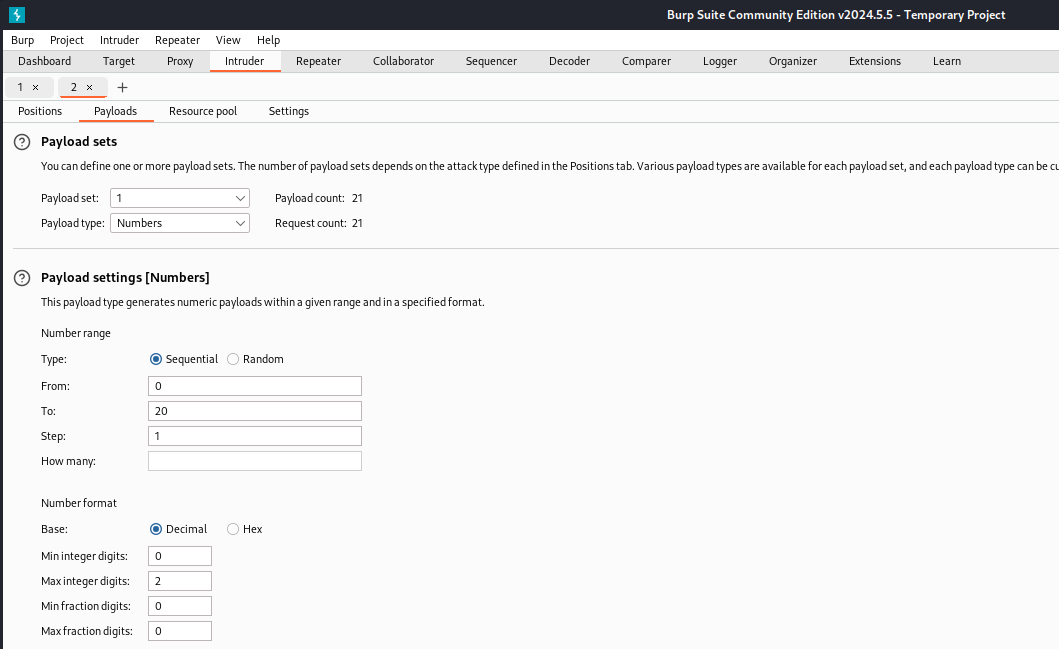 Burp Suite Community Edition v2024.5.5 - Temporary Project
Burp Project Intruder Repeater View Help
Dashboard Target Proxy Intruder Repeater Collaborator Sequencer Decoder Comparer Logger Organizer Extensions Learn
1 × 2 × +
Positions Payloads Resource pool Settings
? Payload sets
You can define one or more payload sets. The number of payload sets depends on the attack type defined in the Positions tab. Various payload types are available for each payload set, and each payload type can be cu
Payload set: 1 Payload count: 21
Payload type: Numbers Request count: 21
? Payload settings [Numbers]
This payload type generates numeric payloads within a given range and in a specified format.
Number range
Type: Sequential Random
From: 0
To: 20
Step: 1
How many:
Number format
Base: Decimal Hex
Min integer digits: 0
Max integer digits: 2
Min fraction digits: 0
Max fraction digits: 0